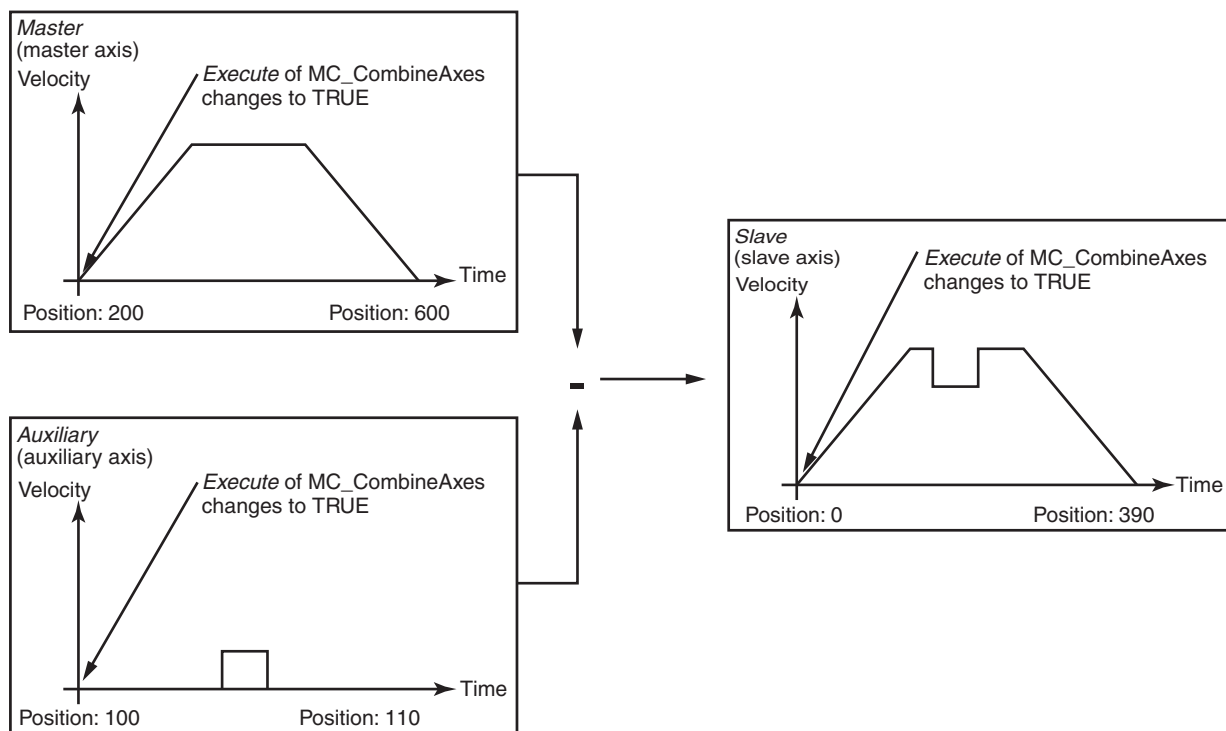 Master
(master axis)
Velocity
Execute of MC_CombineAxes
changes to TRUE
Time
Position: 200
Position: 600
-
Auxiliary
(auxiliary axis)
Velocity
Execute of MC_CombineAxes
changes to TRUE
Time
Position: 100
Position: 110
Slave
(slave axis)
Velocity
Execute of MC_CombineAxes
changes to TRUE
Time
Position: 0
Position: 390